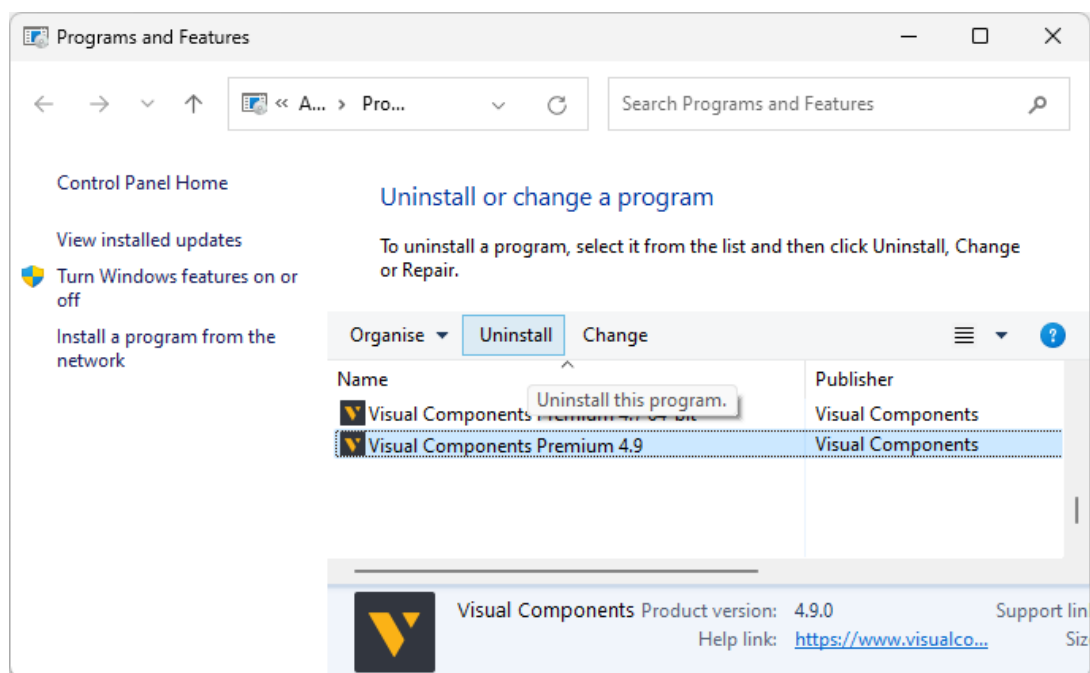 Programs and Features
« A... › Pro...
Search Programs and Features
Control Panel Home
View installed updates
Turn Windows features on or
off
Install a program from the
network
Uninstall or change a program
To uninstall a program, select it from the list and then click Uninstall, Change
or Repair.
Organise Uninstall Change
Name Publisher
Uninstall this program.
Visual Components Visual Components
Visual Components Premium 4.9 Visual Components
Visual Components Product version: 4.9.0 Support lin
Help link: https://www.visualco... Siz